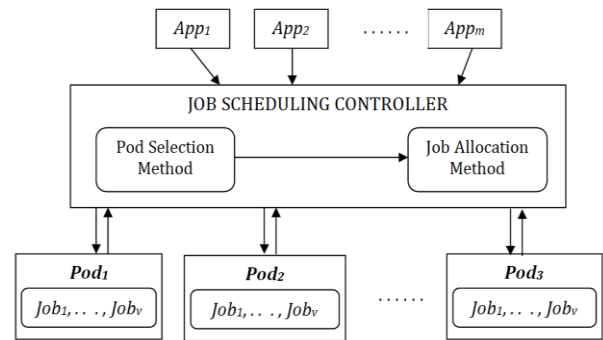 App₁ App₂ ...... Appₘ
JOB SCHEDULING CONTROLLER
Pod Selection
Method
Job Allocation
Method
Pod₁
Job₁,. . . , Jobᵥ
Pod₂
Job₁,. . . , Jobᵥ
......
Pod₃
Job₁,. . . , Jobᵥ